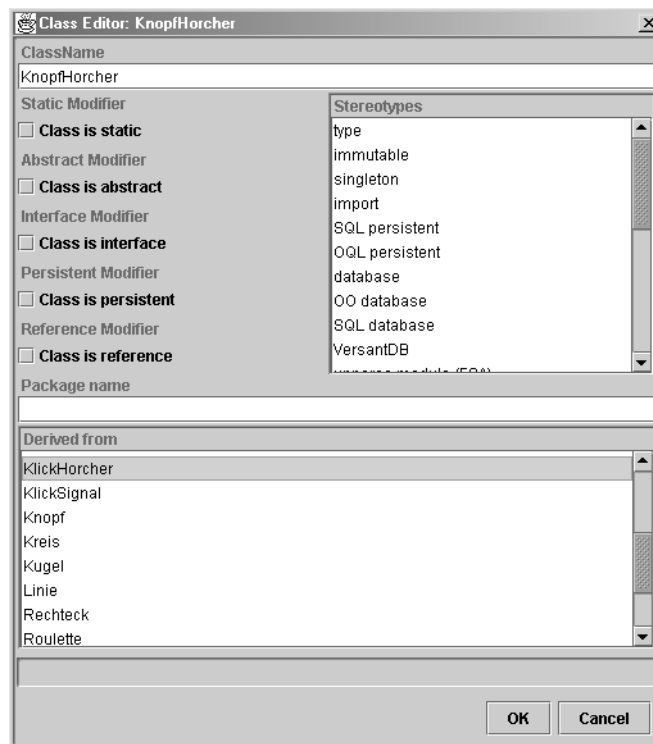 Class Editor: KnopfHorcher
ClassName
KnopfHorcher
Static Modifier
Class is static
Abstract Modifier
Class is abstract
Interface Modifier
Class is interface
Persistent Modifier
Class is persistent
Reference Modifier
Class is reference
Stereotypes
type
immutable
singleton
import
SQL persistent
OQL persistent
database
OO database
SQL database
VersantDB
Package name
Derived from
KlickHorcher
KlickSignal
Knopf
Kreis
Kugel
Linie
Rechteck
Roulette
OK
Cancel